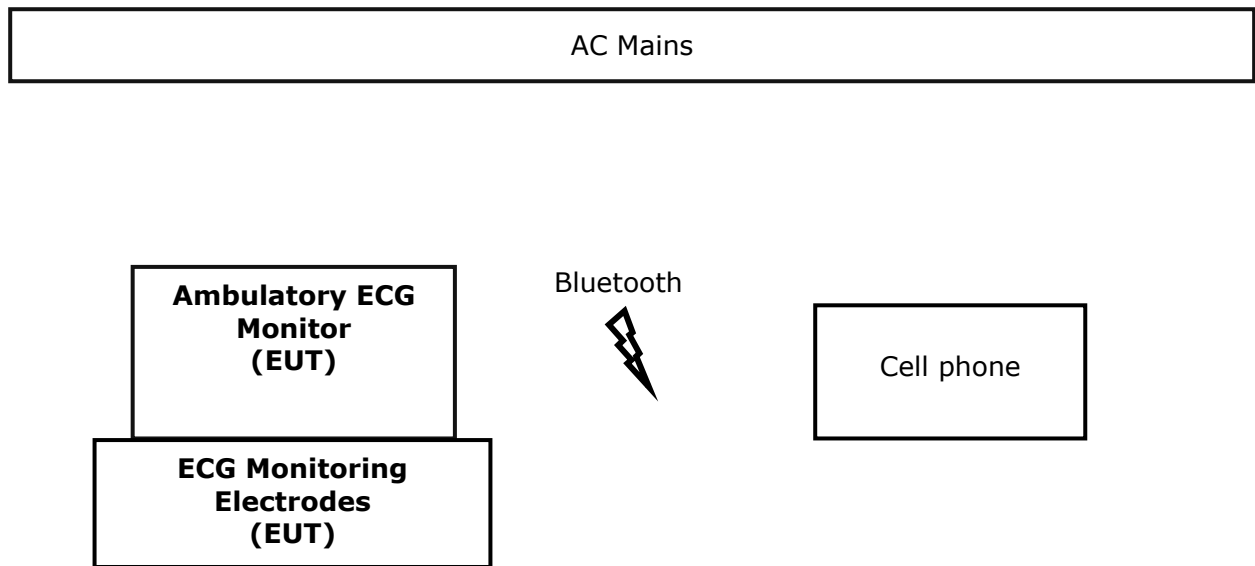 AC Mains
Bluetooth
Ambulatory ECG
Monitor
(EUT)
Cell phone
ECG Monitoring
Electrodes
(EUT)